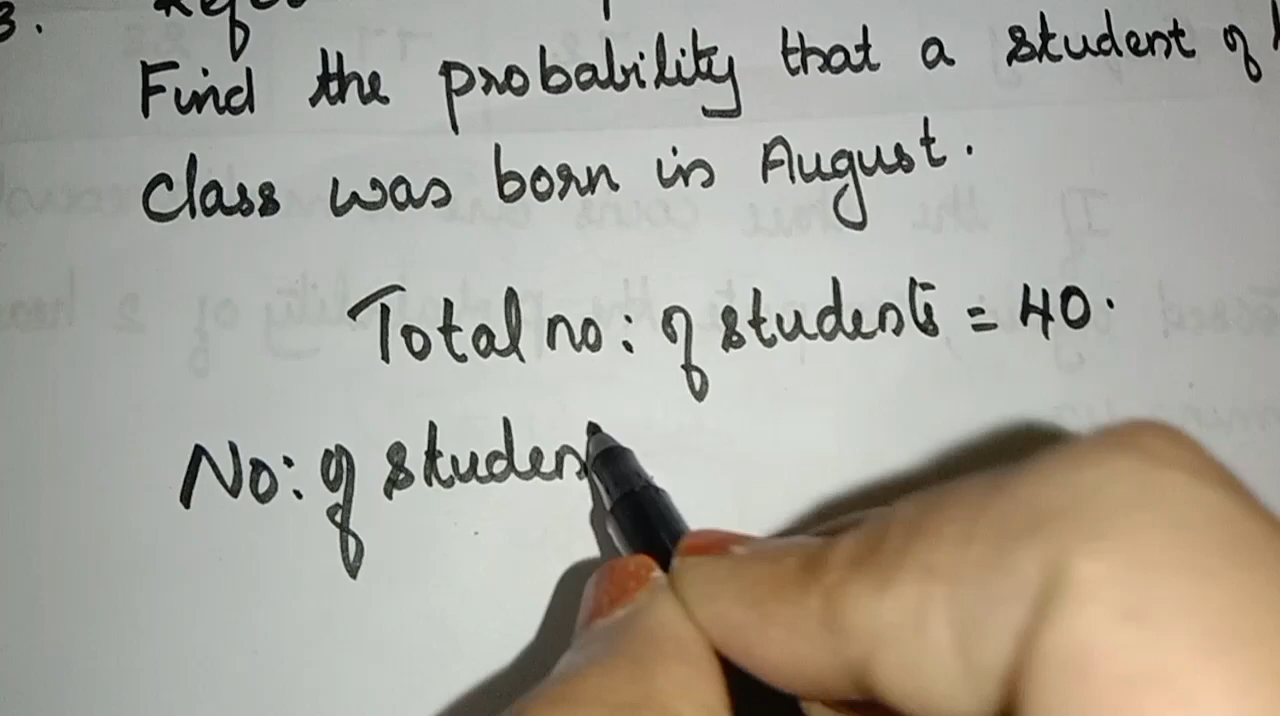 3.
Find the probability that a student of
class was born in August.
Total no: of students = 40.
No: of studen